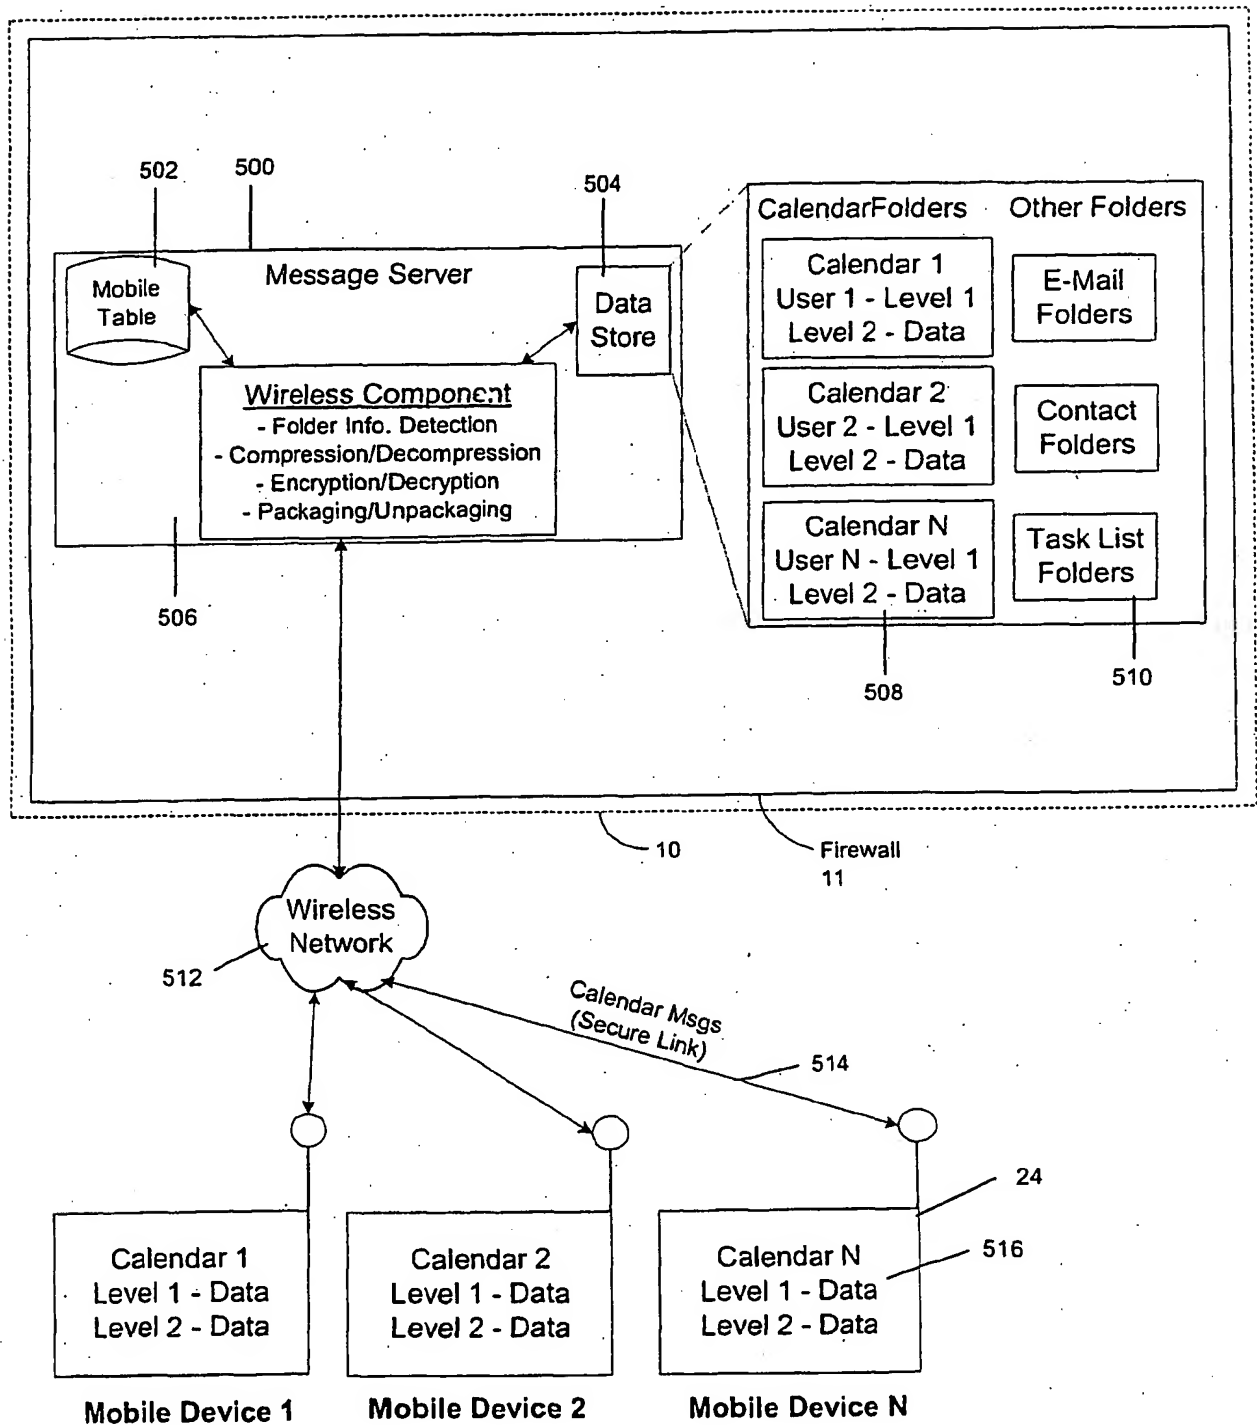 502
500
504
CalendarFolders
Other Folders
Message Server
Mobile
Table
Data
Store
Calendar 1
User 1 - Level 1
Level 2 - Data
E-Mail
Folders
Wireless Component
- Folder Info. Detection
- Compression/Decompression
- Encryption/Decryption
- Packaging/Unpackaging
Calendar 2
User 2 - Level 1
Level 2 - Data
Contact
Folders
Calendar N
User N - Level 1
Level 2 - Data
Task List
Folders
506
508
510
10
Firewall
11
Wireless
Network
512
Calendar Msgs
(Secure Link)
514
24
516
Calendar 1
Level 1 - Data
Level 2 - Data
Calendar 2
Level 1 - Data
Level 2 - Data
Calendar N
Level 1 - Data
Level 2 - Data
Mobile Device 1
Mobile Device 2
Mobile Device N